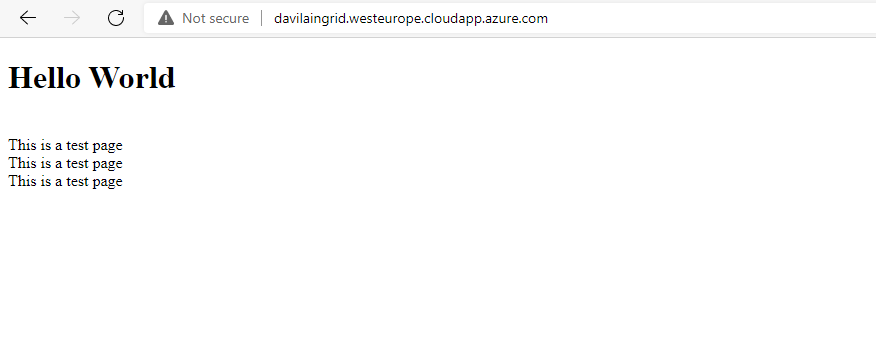 Not secure | davilaingrid.westeurope.cloudapp.azure.com
Hello World
This is a test page
This is a test page
This is a test page